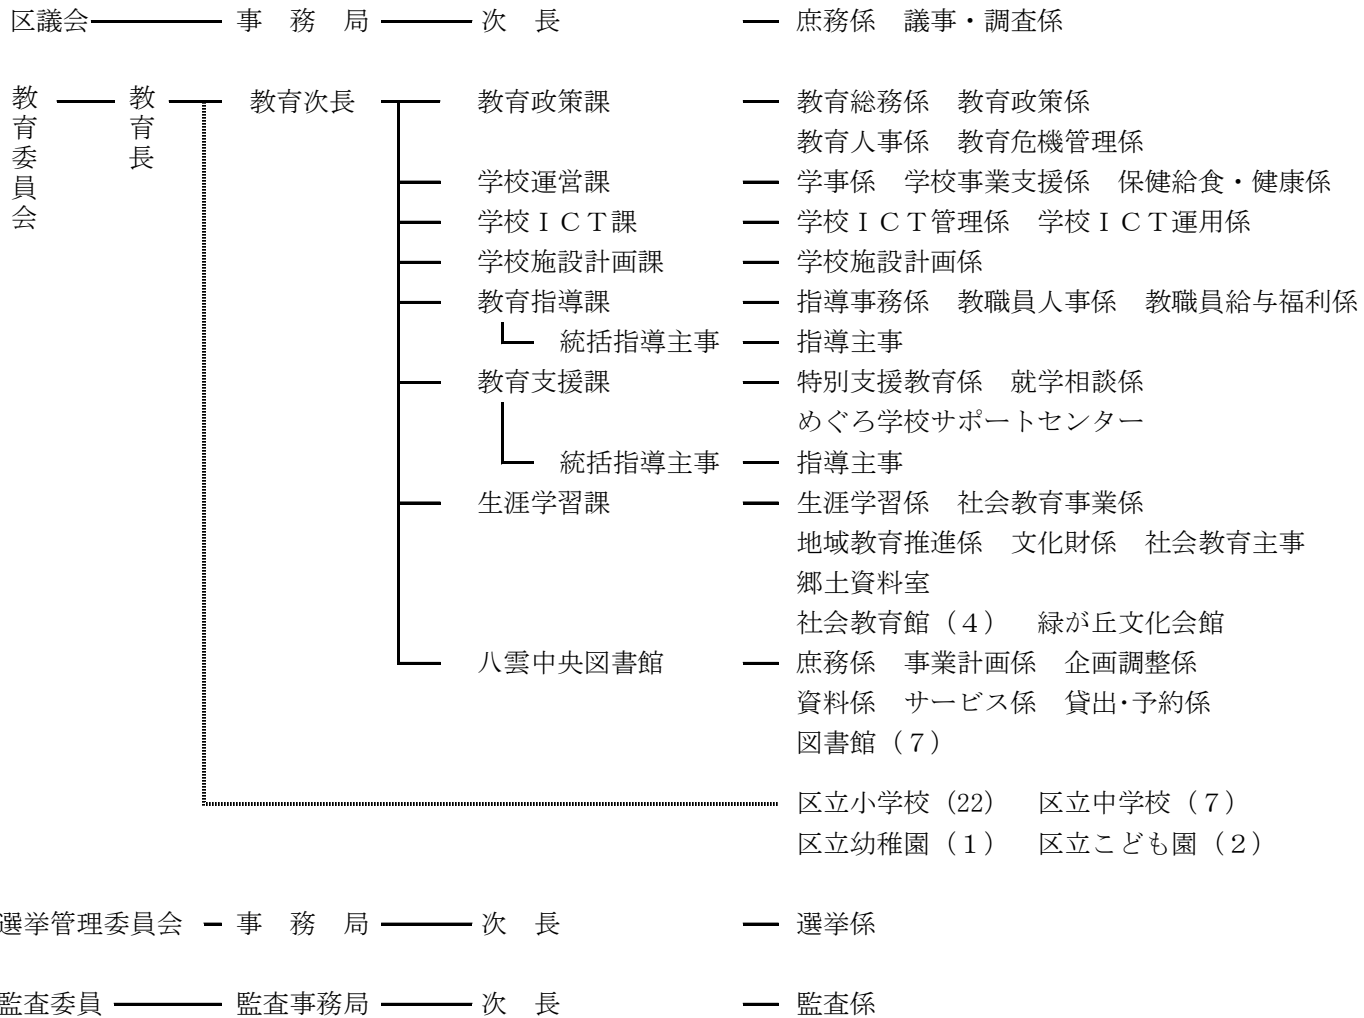 区議会 事 務 局 次 長 庶務係 議事・調査係
教育委員会 教育長 教育次長 教育政策課 教育総務係 教育政策係
教育人事係 教育危機管理係
学校運営課 学事係 学校事業支援係 保健給食・健康係
学校ＩＣＴ課 学校ＩＣＴ管理係 学校ＩＣＴ運用係
学校施設計画課 学校施設計画係
教育指導課 指導事務係 教職員人事係 教職員給与福利係
統括指導主事 指導主事
教育支援課 特別支援教育係 就学相談係
めぐろ学校サポートセンター
統括指導主事 指導主事
生涯学習課 生涯学習係 社会教育事業係
地域教育推進係 文化財係 社会教育主事
郷土資料室
社会教育館（４） 緑が丘文化会館
八雲中央図書館 庶務係 事業計画係 企画調整係
資料係 サービス係 貸出･予約係
図書館（７）
区立小学校（22） 区立中学校（７）
区立幼稚園（１） 区立こども園（２）
選挙管理委員会 事 務 局 次 長 選挙係
監査委員 監査事務局 次 長 監査係